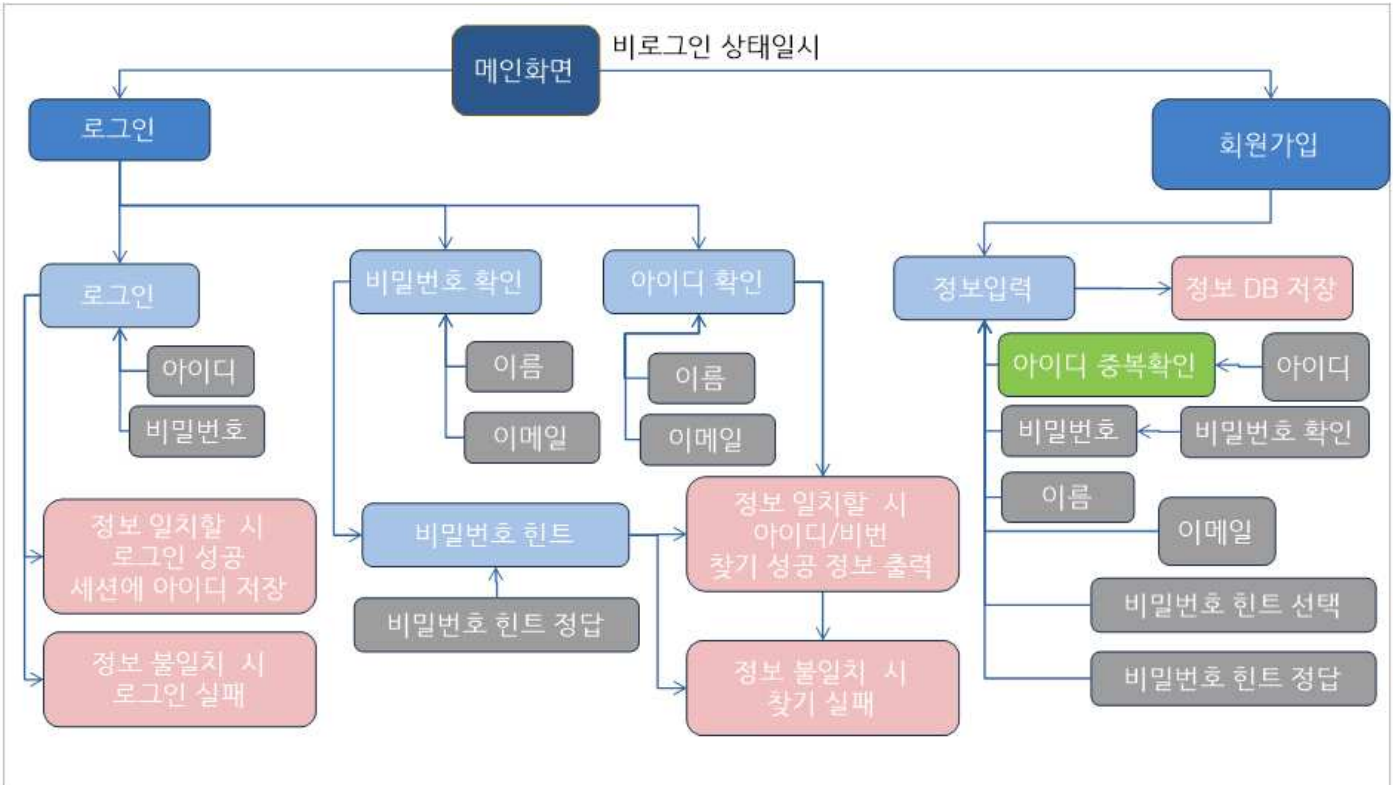 비로그인 상태일시
메인화면
로그인
회원가입
로그인
비밀번호 확인
아이디 확인
정보입력
정보 DB 저장
아이디
비밀번호
이름
이메일
이름
이메일
아이디 중복확인
아이디
비밀번호
비밀번호 확인
이름
이메일
비밀번호 힌트 선택
비밀번호 힌트 정답
정보 일치할 시
로그인 성공
세션에 아이디 저장
정보 불일치 시
로그인 실패
비밀번호 힌트
비밀번호 힌트 정답
정보 일치할 시
아이디/비번
찾기 성공 정보 출력
정보 불일치 시
찾기 실패